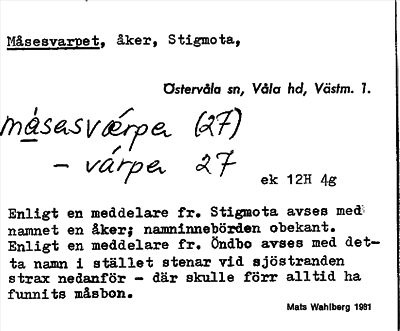 Måsesvarpet, åker, Stigmota,
Östervåla sn, Våla hd, Västm. l.
måsasvǽrpa (27)
– várpa 27
ek 12H 4g
Enligt en meddelare fr. Stigmota avses med
namnet en åker; namninnebörden obekant.
Enligt en meddelare fr. Öndbo avses med det-
ta namn i stället stenar vid sjöstranden
strax nedanför – där skulle förr alltid ha
funnits måsbon.
Mats Wahlberg 1981